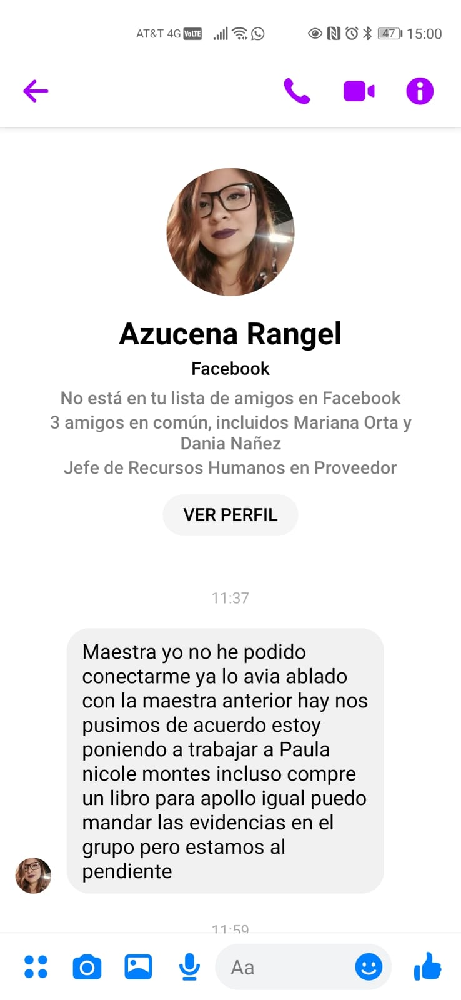 AT&T 4G VoLTE 47 15:00
Azucena Rangel
Facebook
No está en tu lista de amigos en Facebook
3 amigos en común, incluidos Mariana Orta y
Dania Nañez
Jefe de Recursos Humanos en Proveedor
VER PERFIL
11:37
Maestra yo no he podido
conectarme ya lo avia ablado
con la maestra anterior hay nos
pusimos de acuerdo estoy
poniendo a trabajar a Paula
nicole montes incluso compre
un libro para apollo igual puedo
mandar las evidencias en el
grupo pero estamos al
pendiente
11:59
Aa